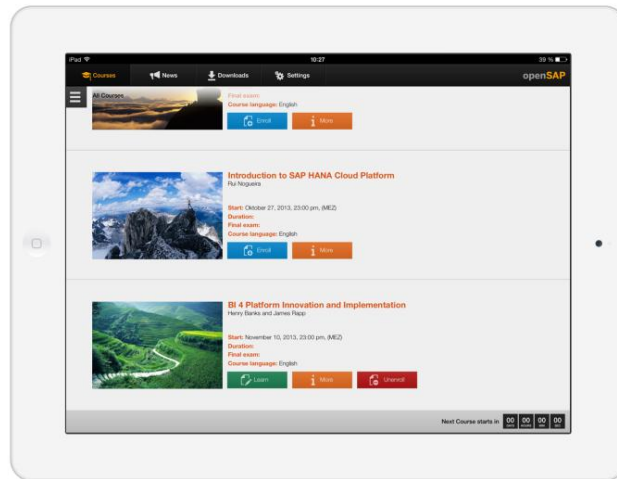 iPad
10:27
39 %
Courses
News
Downloads
Settings
openSAP
All Courses
Final exam:
Course language: English
Enroll
More
Introduction to SAP HANA Cloud Platform
Rui Nogueira
Start: Oktober 27, 2013, 23:00 pm, (MEZ)
Duration:
Final exam:
Course language: English
Enroll
More
BI 4 Platform Innovation and Implementation
Henry Banks and James Rapp
Start: November 10, 2013, 23:00 pm, (MEZ)
Duration:
Final exam:
Course language: English
Learn
More
Unenroll
Next Course starts in
00 00 00 00